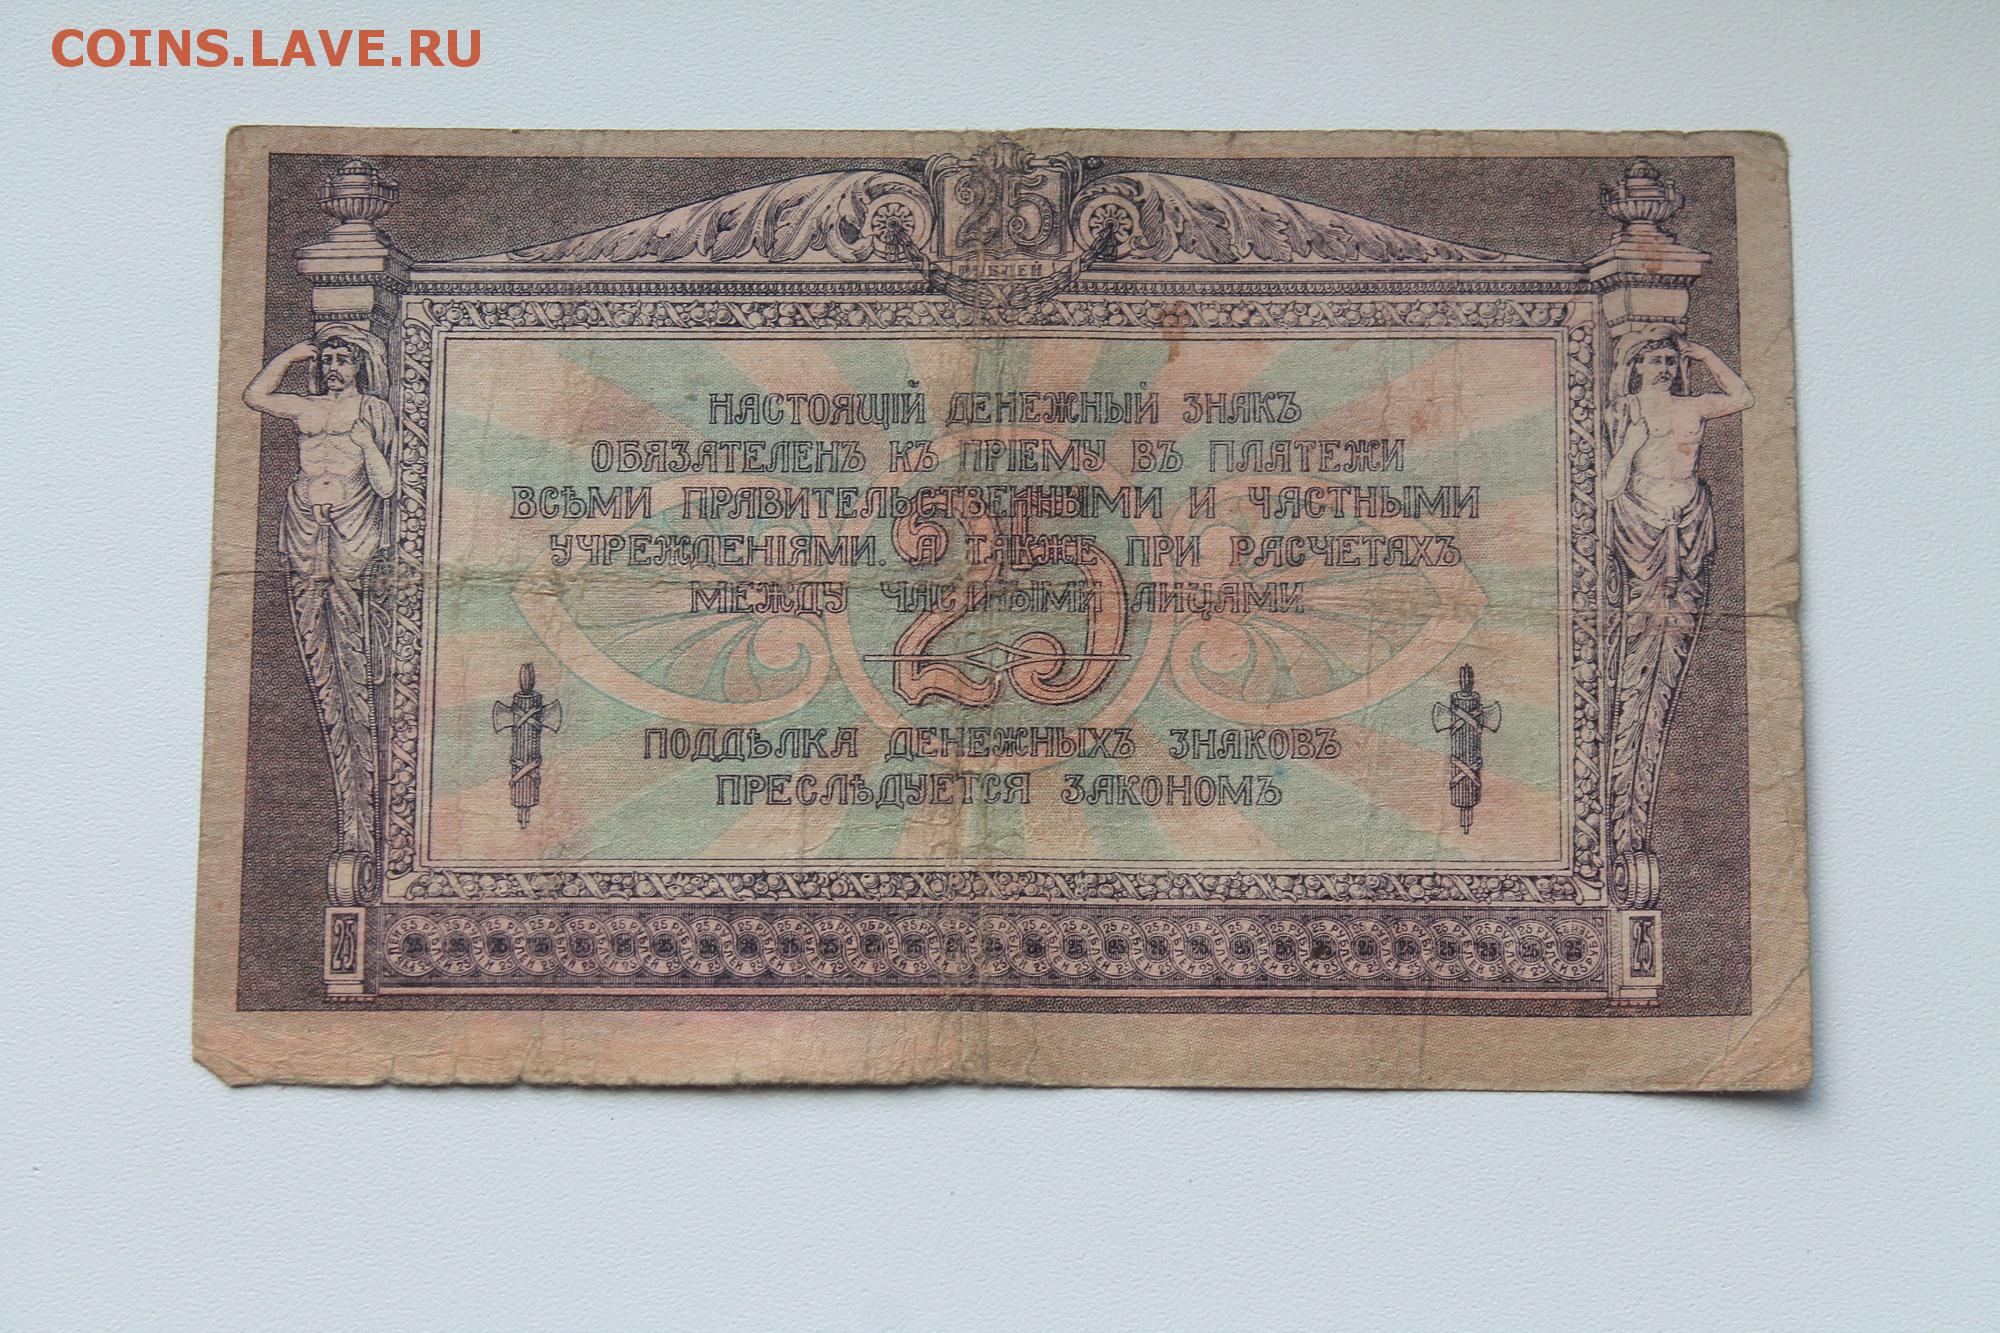 COINS.LAVE.RU
25
РУБЛЕЙ
НАСТОЯЩІЙ ДЕНЕЖНЫЙ ЗНАКЪ
ОБЯЗАТЕЛЕНЪ КЪ ПРІЕМУ ВЪ ПЛАТЕЖИ
ВСѢМИ ПРАВИТЕЛЬСТВЕННЫМИ И ЧАСТНЫМИ
УЧРЕЖДЕНІЯМИ. А ТАКЖЕ ПРИ РАСЧЕТАХЪ
МЕЖДУ ЧАСТНЫМИ ЛИЦАМИ
25
ПОДДѢЛКА ДЕНЕЖНЫХЪ ЗНАКОВЪ
ПРЕСЛѢДУЕТСЯ ЗАКОНОМЪ
25
25